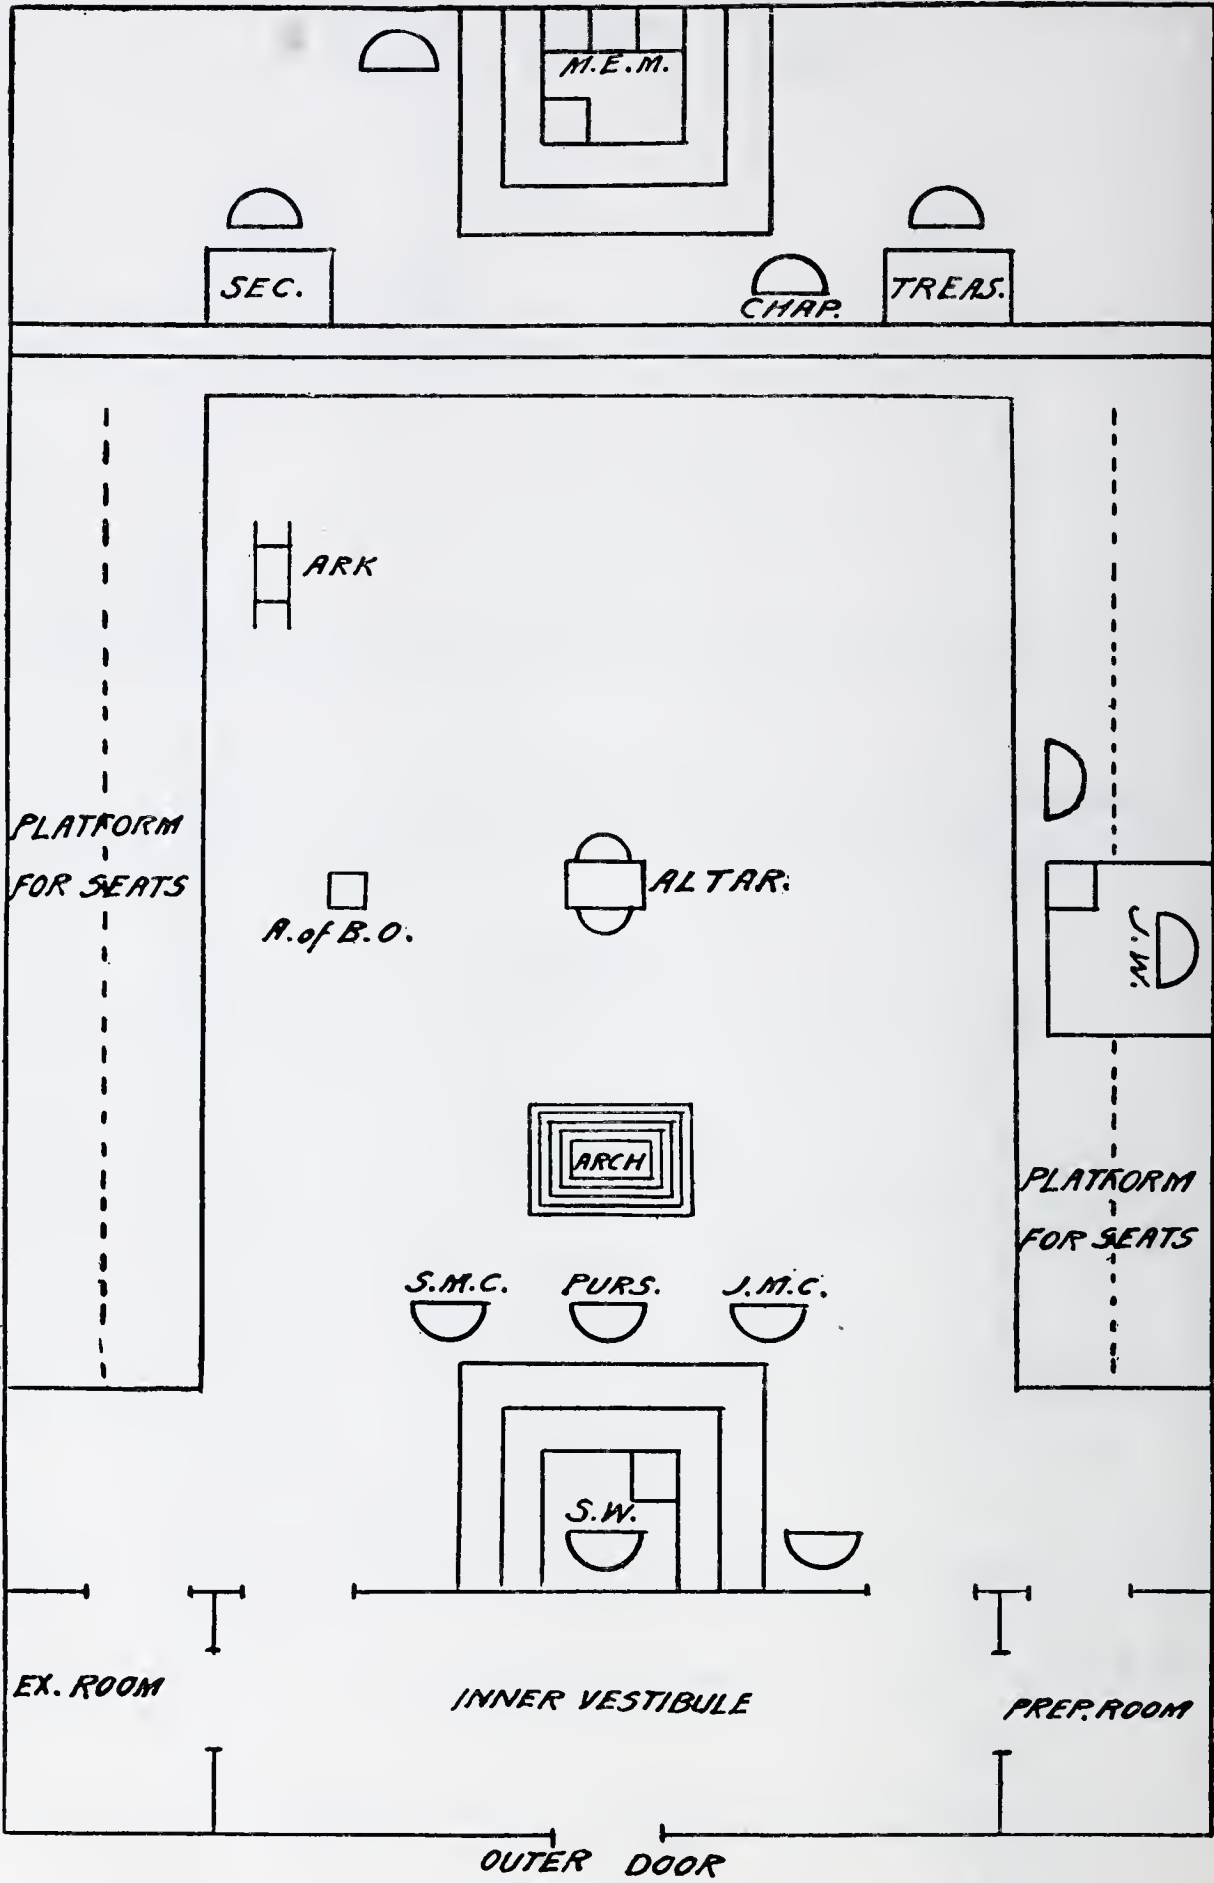 M.E.M.
SEC.
CHAP.
TREAS.
ARK
PLATFORM
FOR SEATS
ALTAR.
A. of B.O.
J.W.
ARCH
PLATFORM
FOR SEATS
S.M.C.
PURS.
J.M.C.
S.W.
EX. ROOM
INNER VESTIBULE
PREP. ROOM
OUTER DOOR